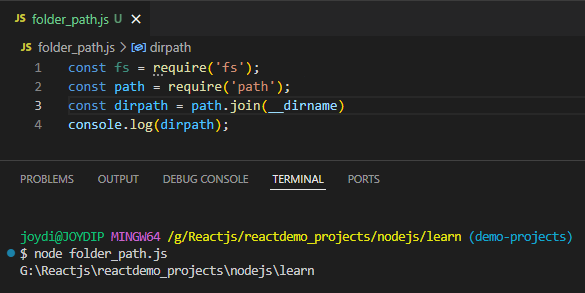 JS folder_path.js U ×
JS folder_path.js > dirpath
1 const fs = require('fs');
2 const path = require('path');
3 const dirpath = path.join(__dirname)
4 console.log(dirpath);
PROBLEMS OUTPUT DEBUG CONSOLE TERMINAL PORTS
joydi@JOYDIP MINGW64 /g/Reactjs/reactdemo_projects/nodejs/learn (demo-projects)
$ node folder_path.js
G:\Reactjs\reactdemo_projects\nodejs\learn